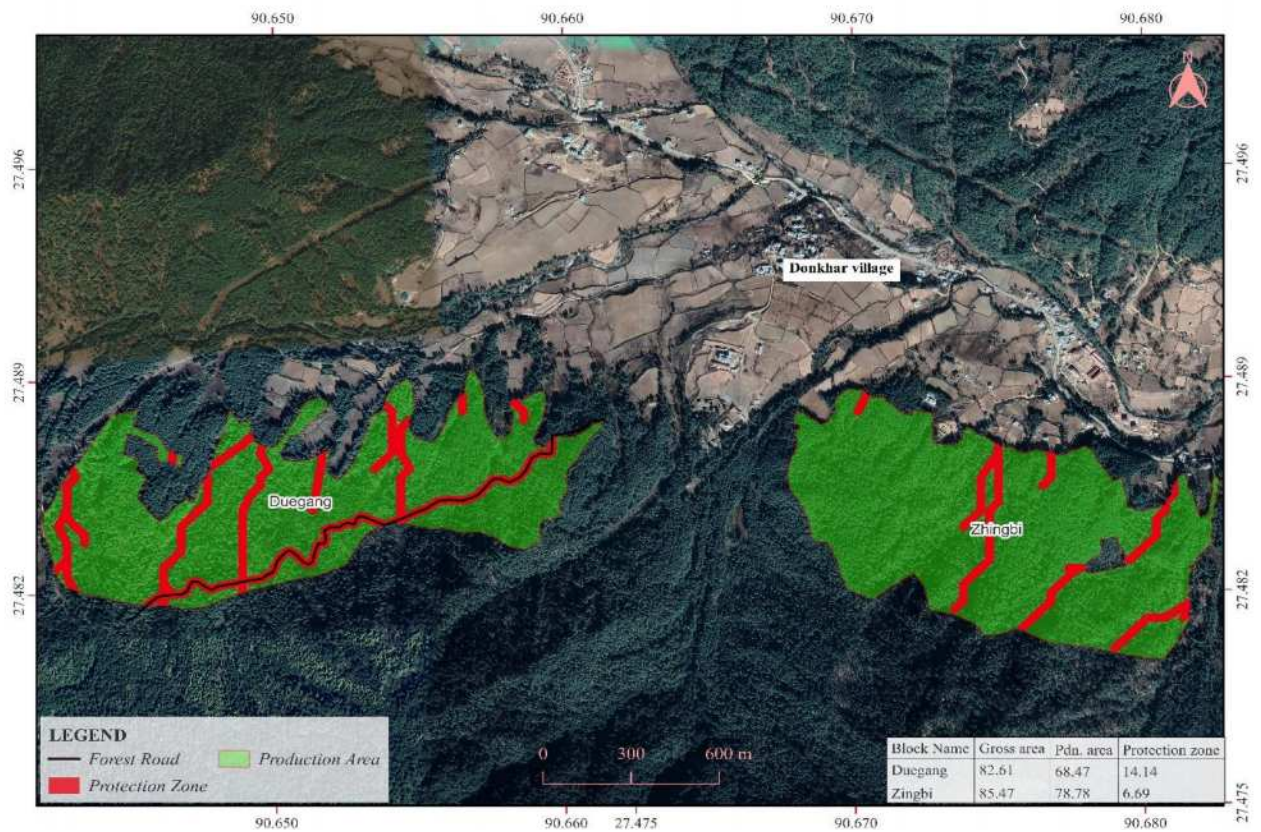 90.650 90.660 90.670 90.680
N
27.496 27.496
Donkhar village
27.489 27.489
Duegang
Zhingbi
27.482 27.482
LEGEND
Forest Road
Production Area
Protection Zone
0 300 600 m
Block Name Gross area Pdn. area Protection zone
Duegang 82.61 68.47 14.14
Zingbi 85.47 78.78 6.69
27.475
90.650 90.660 27.475 90.670 90.680